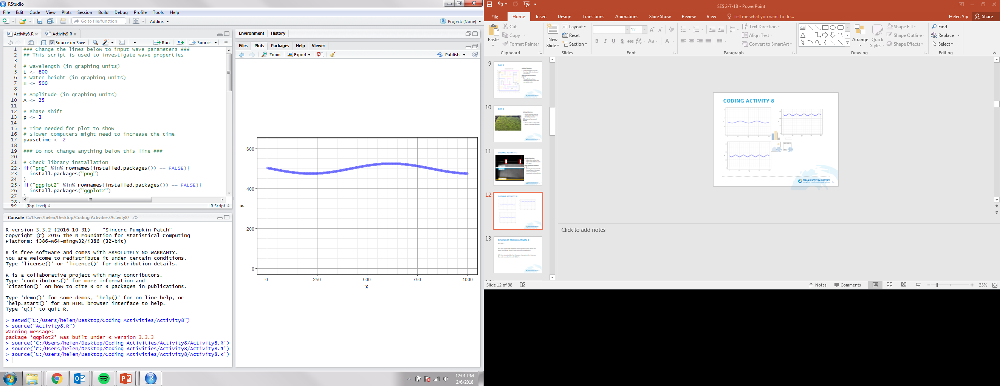 RStudio
File Edit Code View Plots Session Build Debug Profile Tools Help
Go to file/function
Addins
Project: (None)
Activity8.R
Activity9.R
Source on Save
Run
Source
1 ### Change the lines below to input wave parameters ###
2 ## This script is used to investigate wave properties
3
4 # Wavelength (in graphing units)
5 L <- 800
6 # Water height (in graphing units)
7 H <- 500
8
9 # Amplitude (in graphing units)
10 A <- 25
11
12 # Phase shift
13 p <- 3
14
15 # Time needed for plot to show
16 # Slower computers might need to increase the time
17 pausetime <- 2
18
19 ### Do not change anything below this line ###
20
21 # Check library installation
22 if("png" %in% rownames(installed.packages()) == FALSE){
23 install.packages("png")
24 }
25 if("ggplot2" %in% rownames(installed.packages()) == FALSE){
26 install.packages("ggplot2")
27 }
28
5:9 (Top Level) R Script
Console C:/Users/helen/Desktop/Coding Activities/Activity8/
R version 3.3.2 (2016-10-31) -- "Sincere Pumpkin Patch"
Copyright (C) 2016 The R Foundation for Statistical Computing
Platform: i386-w64-mingw32/i386 (32-bit)
R is free software and comes with ABSOLUTELY NO WARRANTY.
You are welcome to redistribute it under certain conditions.
Type 'license()' or 'licence()' for distribution details.
R is a collaborative project with many contributors.
Type 'contributors()' for more information and
'citation()' on how to cite R or R packages in publications.
Type 'demo()' for some demos, 'help()' for on-line help, or
'help.start()' for an HTML browser interface to help.
Type 'q()' to quit R.
> setwd("C:/Users/helen/Desktop/Coding Activities/Activity8")
> source("Activity8.R")
Warning message:
package ‘ggplot2’ was built under R version 3.3.3
> source('C:/Users/helen/Desktop/Coding Activities/Activity8/Activity8.R')
> source('C:/Users/helen/Desktop/Coding Activities/Activity8/Activity8.R')
> source('C:/Users/helen/Desktop/Coding Activities/Activity8/Activity8.R')
>
Environment History
Files Plots Packages Help Viewer
Zoom Export Publish
600
400
200
0
y
0 250 500 750 1000
x
12:01 PM
2/6/2018
SES 2-7-18 - PowerPoint
File Home Insert Design Transitions Animations Slide Show Review View Tell me what you want to do...
Helen Yip Share
Paste
Cut
Copy
Format Painter
Clipboard
New Slide
Layout
Reset
Section
Slides
12
B I U S abc AV Aa A
Font
Text Direction
Align Text
Convert to SmartArt
Paragraph
Arrange
Quick Styles
Shape Fill
Shape Outline
Shape Effects
Drawing
Find
Replace
Select
Editing
9
DAY 5
10
DAY 6
11
CODING ACTIVITY 7
12
CODING ACTIVITY 8
13
REVIEW OF CODING ACTIVITY 8
CODING ACTIVITY 8
OCEAN DISCOVERY INSTITUTE
12
Click to add notes
Slide 12 of 38
Notes Comments
35%